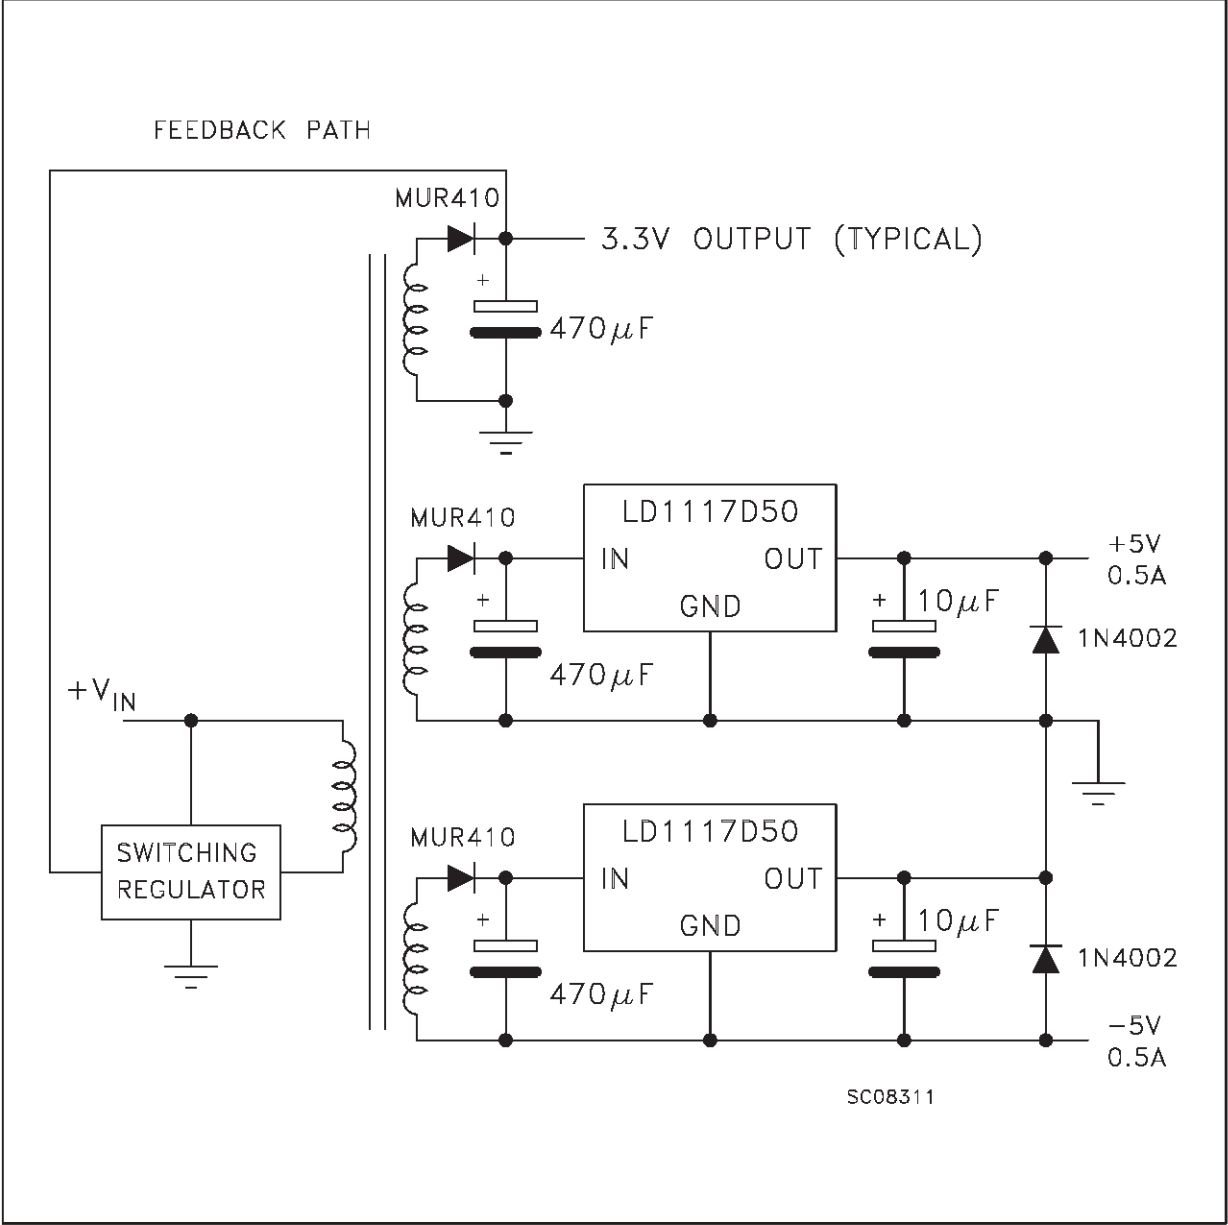 FEEDBACK PATH
MUR410
3.3V OUTPUT (TYPICAL)
+
470μF
MUR410
LD1117D50
IN OUT
GND
+
470μF
+ 10μF
+5V
0.5A
1N4002
+VIN
SWITCHING
REGULATOR
MUR410
LD1117D50
IN OUT
GND
+
470μF
+ 10μF
1N4002
-5V
0.5A
SC08311